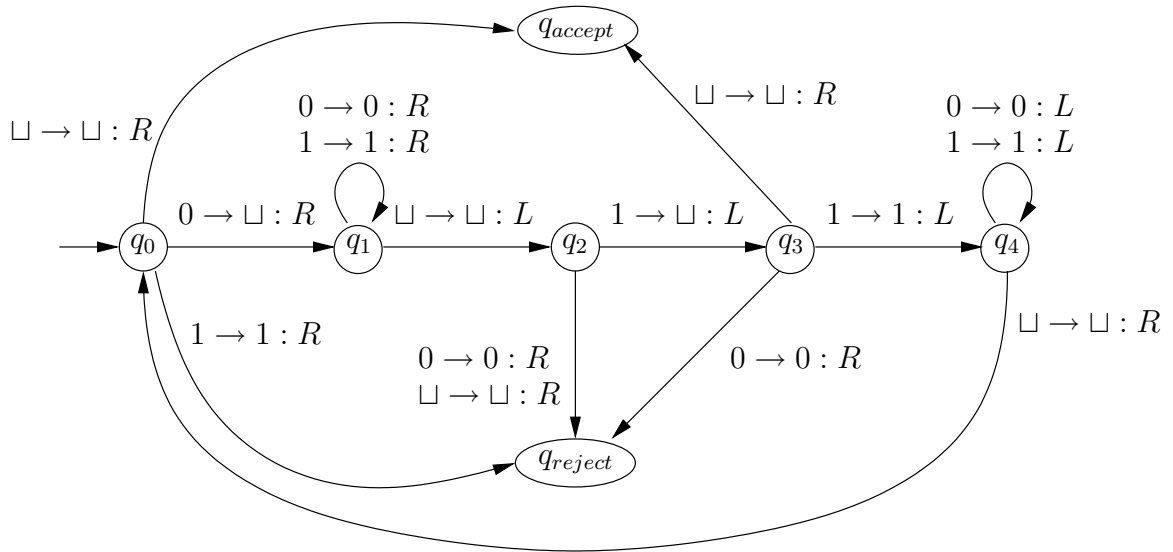 q_accept
⊔ → ⊔ : R
0 → 0 : R
1 → 1 : R
⊔ → ⊔ : R
0 → 0 : L
1 → 1 : L
q_0
0 → ⊔ : R
q_1
⊔ → ⊔ : L
q_2
1 → ⊔ : L
q_3
1 → 1 : L
q_4
1 → 1 : R
0 → 0 : R
⊔ → ⊔ : R
0 → 0 : R
⊔ → ⊔ : R
q_reject